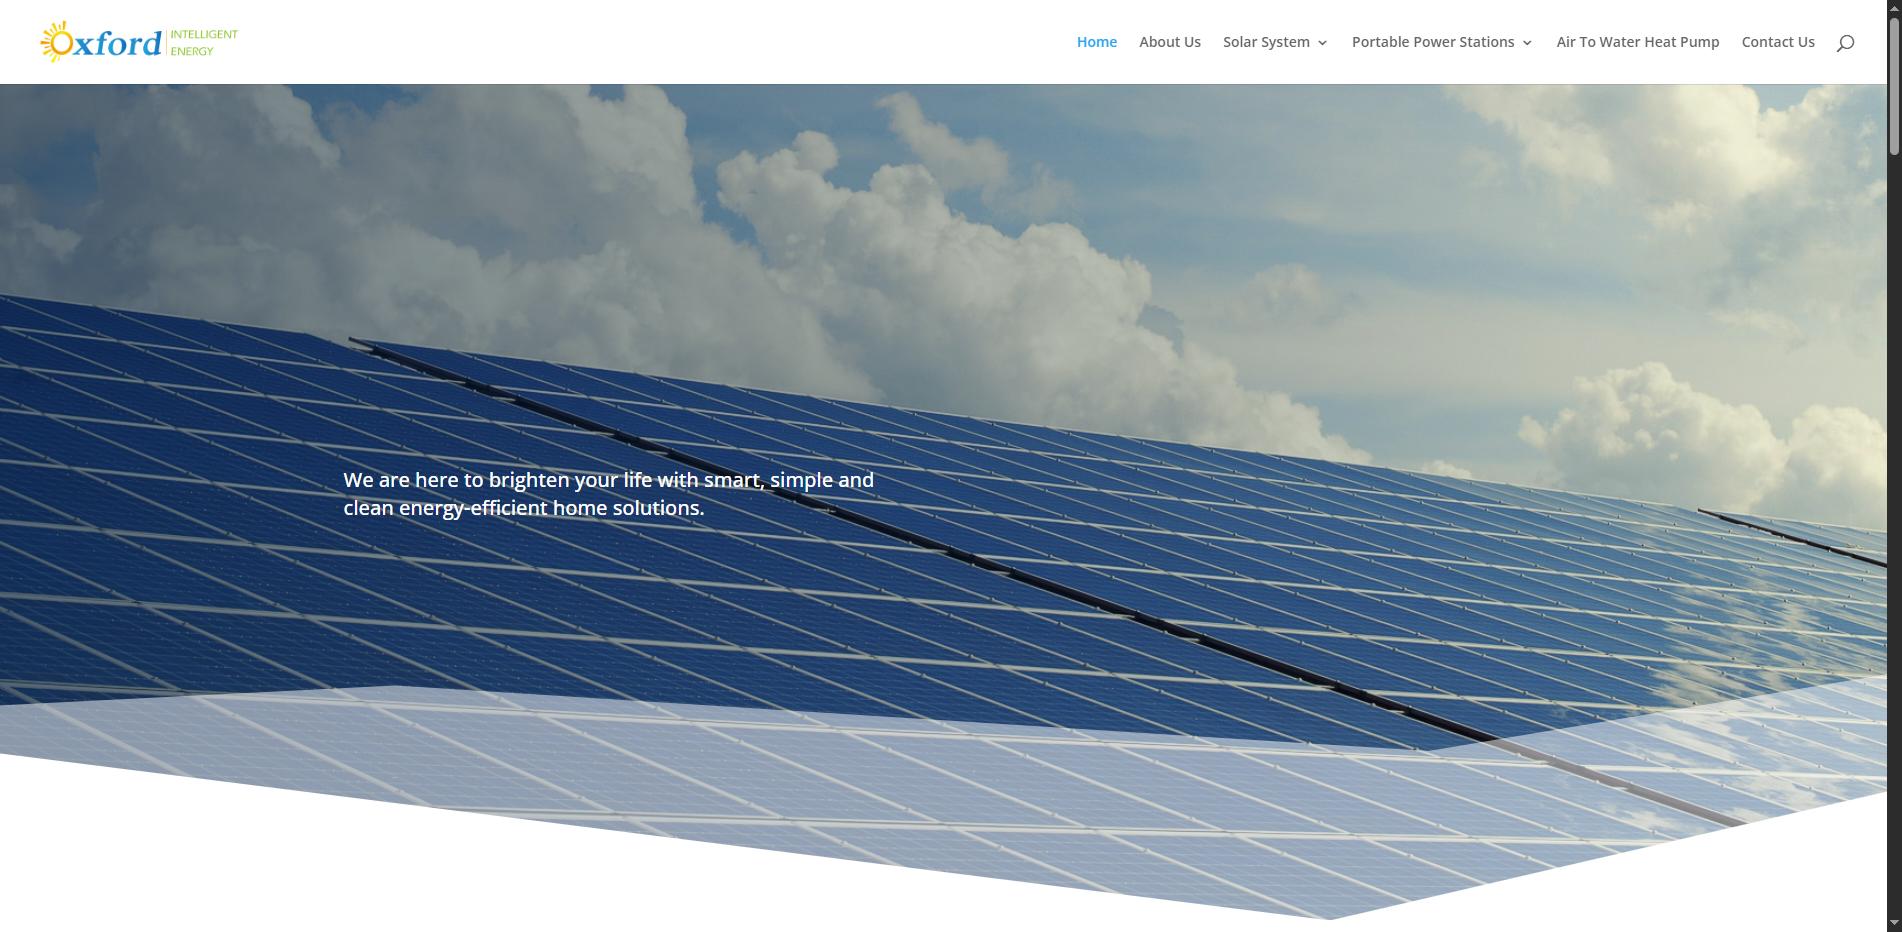 Oxford INTELLIGENT
ENERGY
Home About Us Solar System Portable Power Stations Air To Water Heat Pump Contact Us
We are here to brighten your life with smart, simple and
clean energy-efficient home solutions.